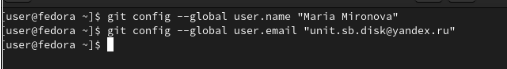 [user@fedora ~]$ git config --global user.name "Maria Mironova"
[user@fedora ~]$ git config --global user.email "unit.sb.disk@yandex.ru"
[user@fedora ~]$